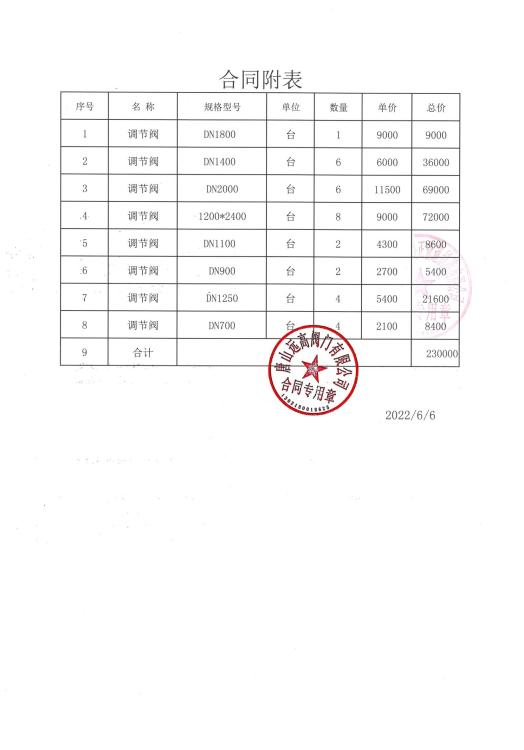 合同附表
序号 名 称 规格型号 单位 数量 单价 总价
1 调节阀 DN1800 台 1 9000 9000
2 调节阀 DN1400 台 6 6000 36000
3 调节阀 DN2000 台 6 11500 69000
4 调节阀 1200*2400 台 8 9000 72000
5 调节阀 DN1100 台 2 4300 8600
6 调节阀 DN900 台 2 2700 5400
7 调节阀 DN1250 台 4 5400 21600
8 调节阀 DN700 台 4 2100 8400
9 合计 230000
唐山远高阀门有限公司
合同专用章
2022/6/6
用章